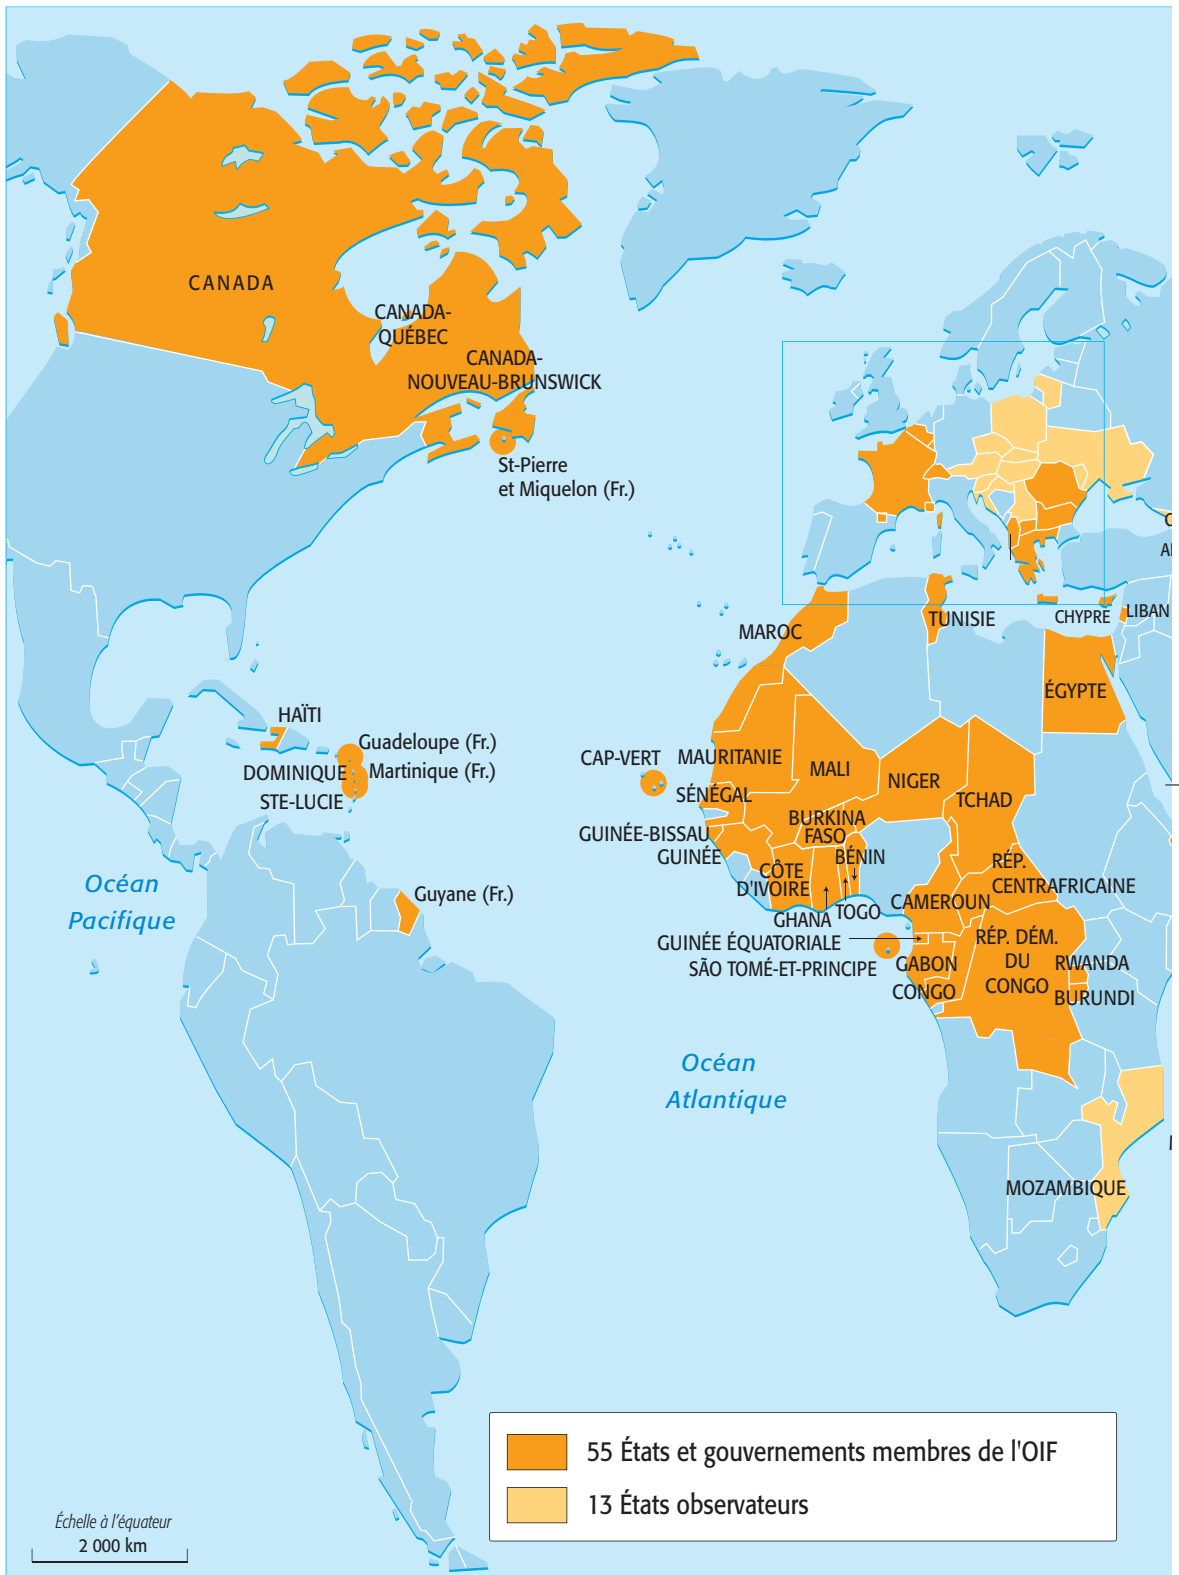 CANADA
CANADA-
QUÉBEC
CANADA-
NOUVEAU-BRUNSWICK
St-Pierre
et Miquelon (Fr.)
MAROC
TUNISIE
CHYPRE
LIBAN
ÉGYPTE
HAÏTI
Guadeloupe (Fr.)
DOMINIQUE
Martinique (Fr.)
STE-LUCIE
CAP-VERT
MAURITANIE
MALI
NIGER
TCHAD
SÉNÉGAL
BURKINA
FASO
GUINÉE-BISSAU
GUINÉE
BÉNIN
CÔTE
D'IVOIRE
RÉP.
CENTRAFRICAINE
Océan
Pacifique
Guyane (Fr.)
GHANA
TOGO
CAMEROUN
GUINÉE ÉQUATORIALE
SÃO TOMÉ-ET-PRINCIPE
GABON
CONGO
RÉP. DÉM.
DU
CONGO
RWANDA
BURUNDI
Océan
Atlantique
MOZAMBIQUE
55 États et gouvernements membres de l'OIF
13 États observateurs
Échelle à l'équateur
2 000 km